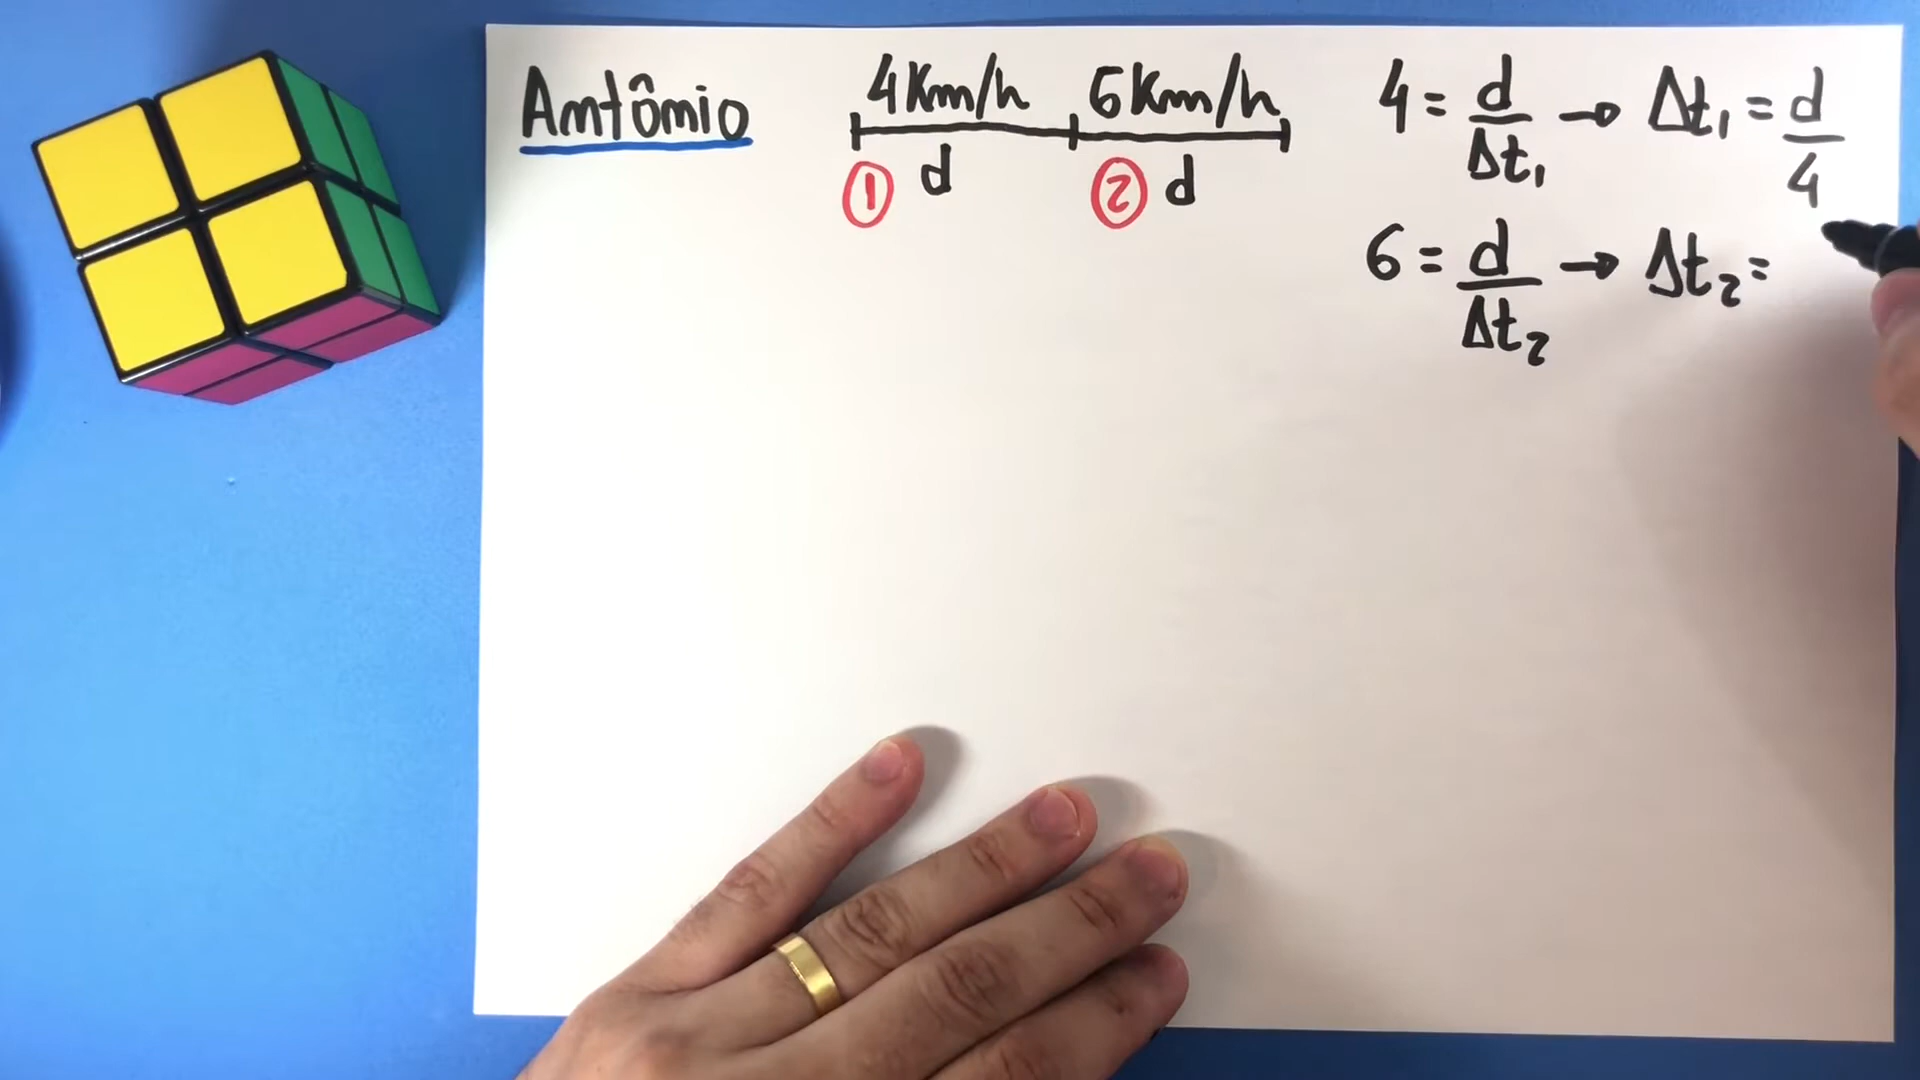 Antônio
4Km/h 6Km/h
① d ② d
4 = d/Δt₁ → Δt₁ = d/4
6 = d/Δt₂ → Δt₂ =